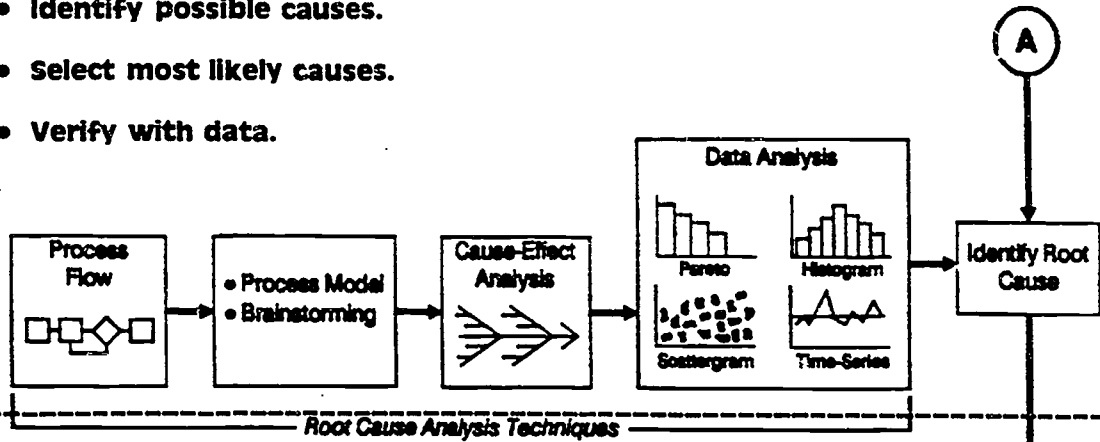 • Identify possible causes.
• Select most likely causes.
• Verify with data.
A
Process
Flow
• Process Model
• Brainstorming
Cause-Effect
Analysis
Data Analysis
Pareto
Histogram
Scattergram
Time-Series
Identify Root
Cause
Root Cause Analysis Techniques